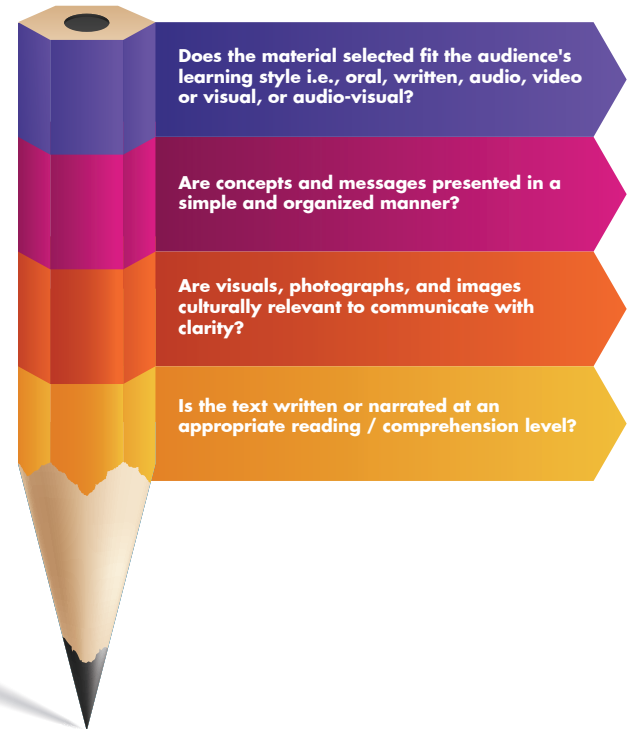 Does the material selected fit the audience's
learning style i.e., oral, written, audio, video
or visual, or audio-visual?
Are concepts and messages presented in a
simple and organized manner?
Are visuals, photographs, and images
culturally relevant to communicate with
clarity?
Is the text written or narrated at an
appropriate reading / comprehension level?